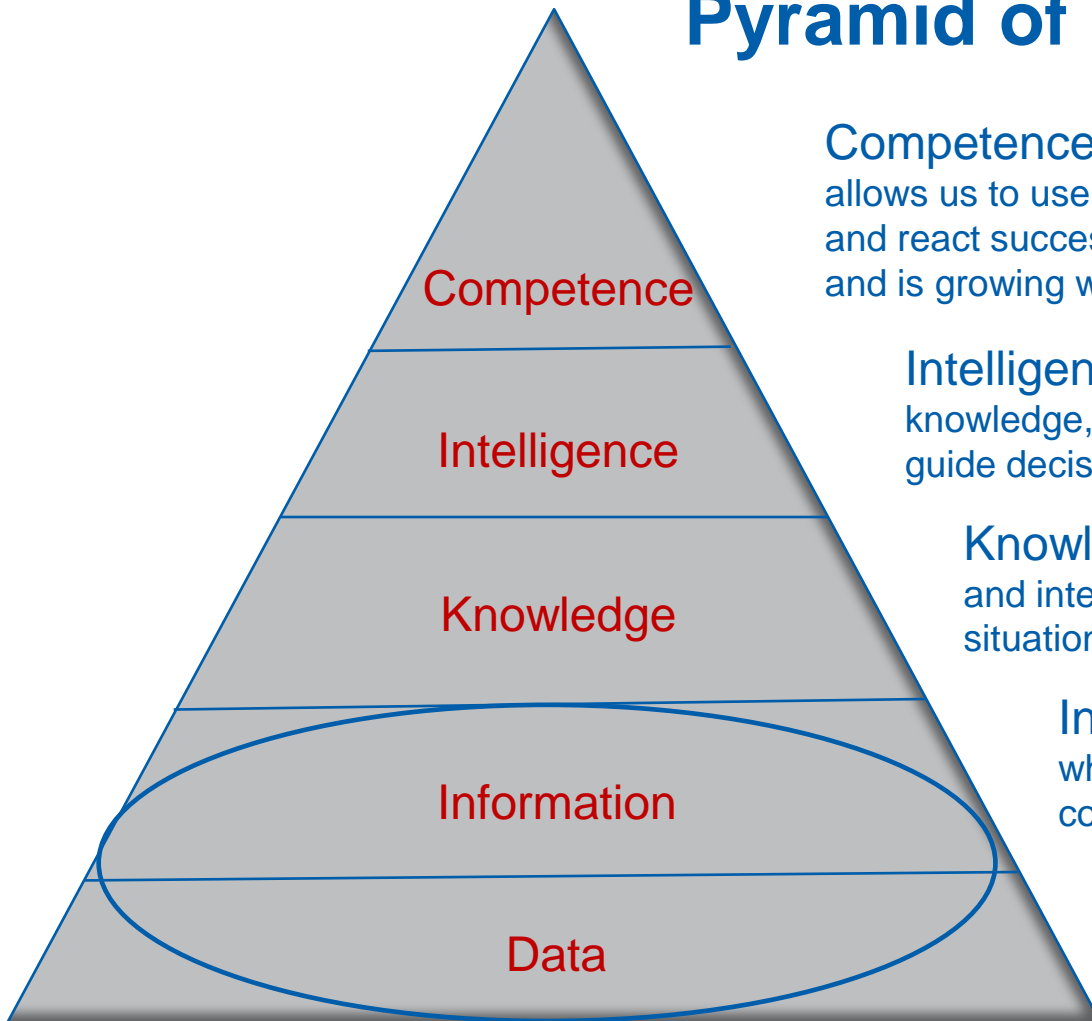 Pyramid of
Competence
allows us to use
and react succes
and is growing w
Intelligen
knowledge,
guide decis
Knowl
and inte
situation
In
wh
co
Competence
Intelligence
Knowledge
Information
Data